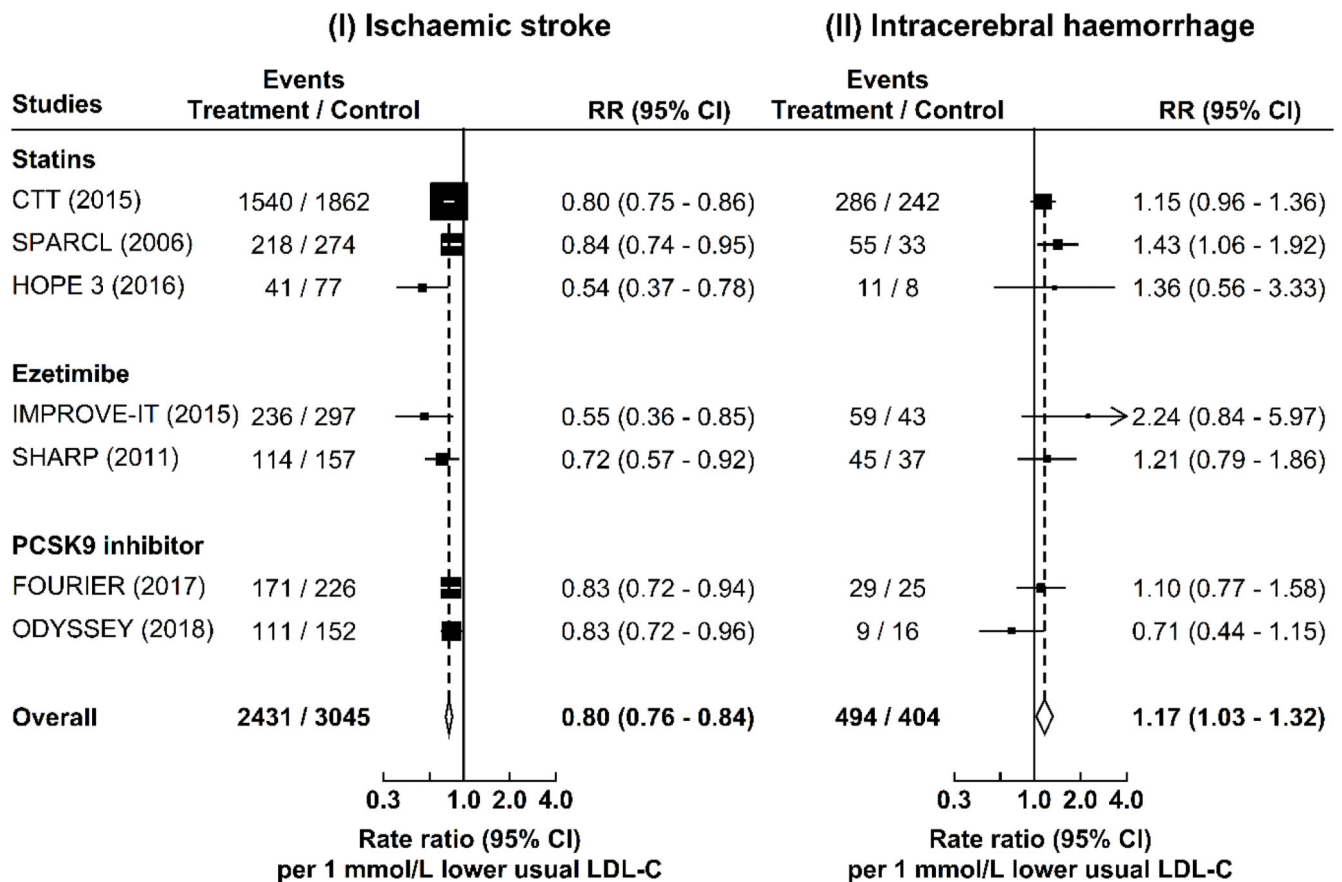 (I) Ischaemic stroke (II) Intracerebral haemorrhage
Events Events
Studies Treatment / Control RR (95% CI) Treatment / Control RR (95% CI)
Statins
CTT (2015) 1540 / 1862 0.80 (0.75 - 0.86) 286 / 242 1.15 (0.96 - 1.36)
SPARCL (2006) 218 / 274 0.84 (0.74 - 0.95) 55 / 33 1.43 (1.06 - 1.92)
HOPE 3 (2016) 41 / 77 0.54 (0.37 - 0.78) 11 / 8 1.36 (0.56 - 3.33)
Ezetimibe
IMPROVE-IT (2015) 236 / 297 0.55 (0.36 - 0.85) 59 / 43 2.24 (0.84 - 5.97)
SHARP (2011) 114 / 157 0.72 (0.57 - 0.92) 45 / 37 1.21 (0.79 - 1.86)
PCSK9 inhibitor
FOURIER (2017) 171 / 226 0.83 (0.72 - 0.94) 29 / 25 1.10 (0.77 - 1.58)
ODYSSEY (2018) 111 / 152 0.83 (0.72 - 0.96) 9 / 16 0.71 (0.44 - 1.15)
Overall 2431 / 3045 0.80 (0.76 - 0.84) 494 / 404 1.17 (1.03 - 1.32)
0.3 1.0 2.0 4.0 0.3 1.0 2.0 4.0
Rate ratio (95% CI) Rate ratio (95% CI)
per 1 mmol/L lower usual LDL-C per 1 mmol/L lower usual LDL-C